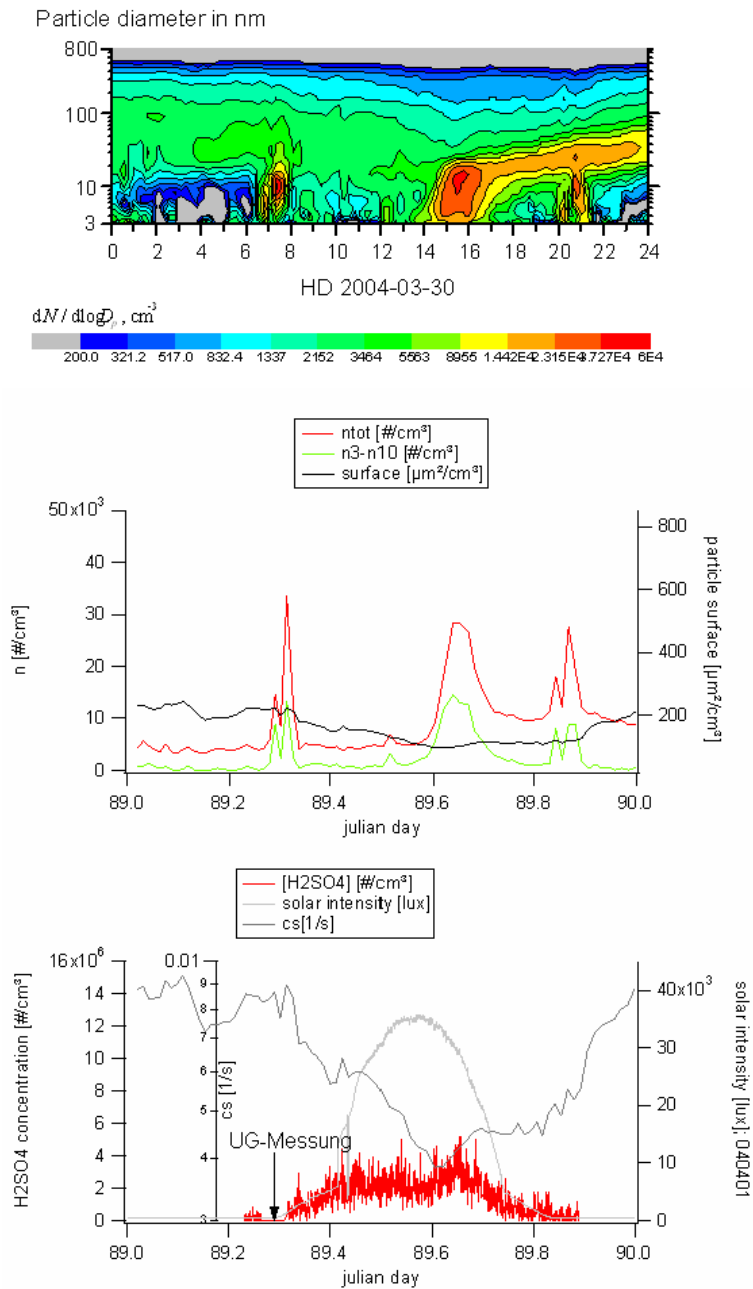 Particle diameter in nm
800
100
10
3
0 2 4 6 8 10 12 14 16 18 20 22 24
HD 2004-03-30
dN / dlogDp , cm-3
200.0 321.2 517.0 832.4 1337 2152 3464 5563 8955 1.442E4 2.315E4 3.727E4 6E4
ntot [#/cm³]
n3-n10 [#/cm³]
surface [µm²/cm³]
50x10³
40
30
20
10
0
n [#/cm³]
800
600
400
200
particle surface [µm²/cm³]
89.0 89.2 89.4 89.6 89.8 90.0
julian day
[H2SO4] [#/cm³]
solar intensity [lux]
cs[1/s]
16x10⁶
14
12
10
8
6
4
2
0
H2SO4 concentration [#/cm³]
0.01
9
8
7
6
5
4
3
cs [1/s]
UG-Messung
40x10³
30
20
10
0
solar intensity [lux]; 040401
89.0 89.2 89.4 89.6 89.8 90.0
julian day